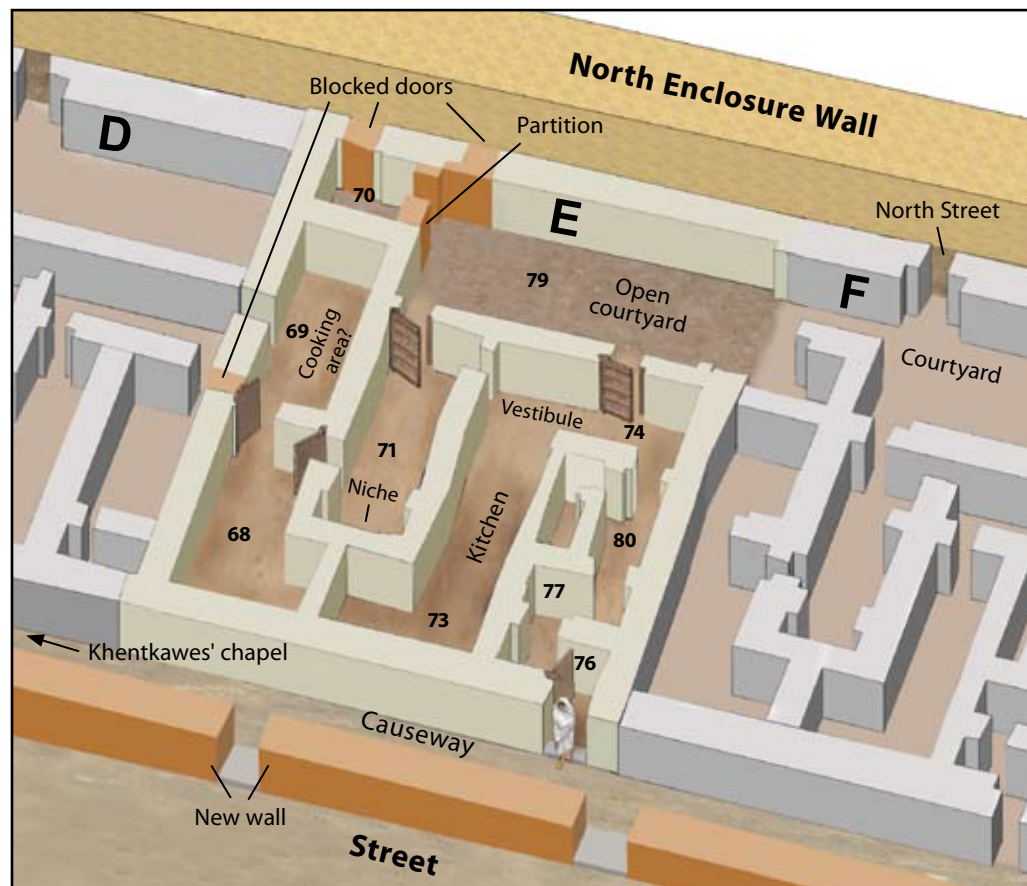 North Enclosure Wall
Blocked doors
D
Partition
70
E
North Street
79
Open
courtyard
F
69
Cooking
area?
Courtyard
Vestibule
74
71
Niche
Kitchen
68
80
77
73
76
Khentkawes' chapel
Causeway
New wall
Street